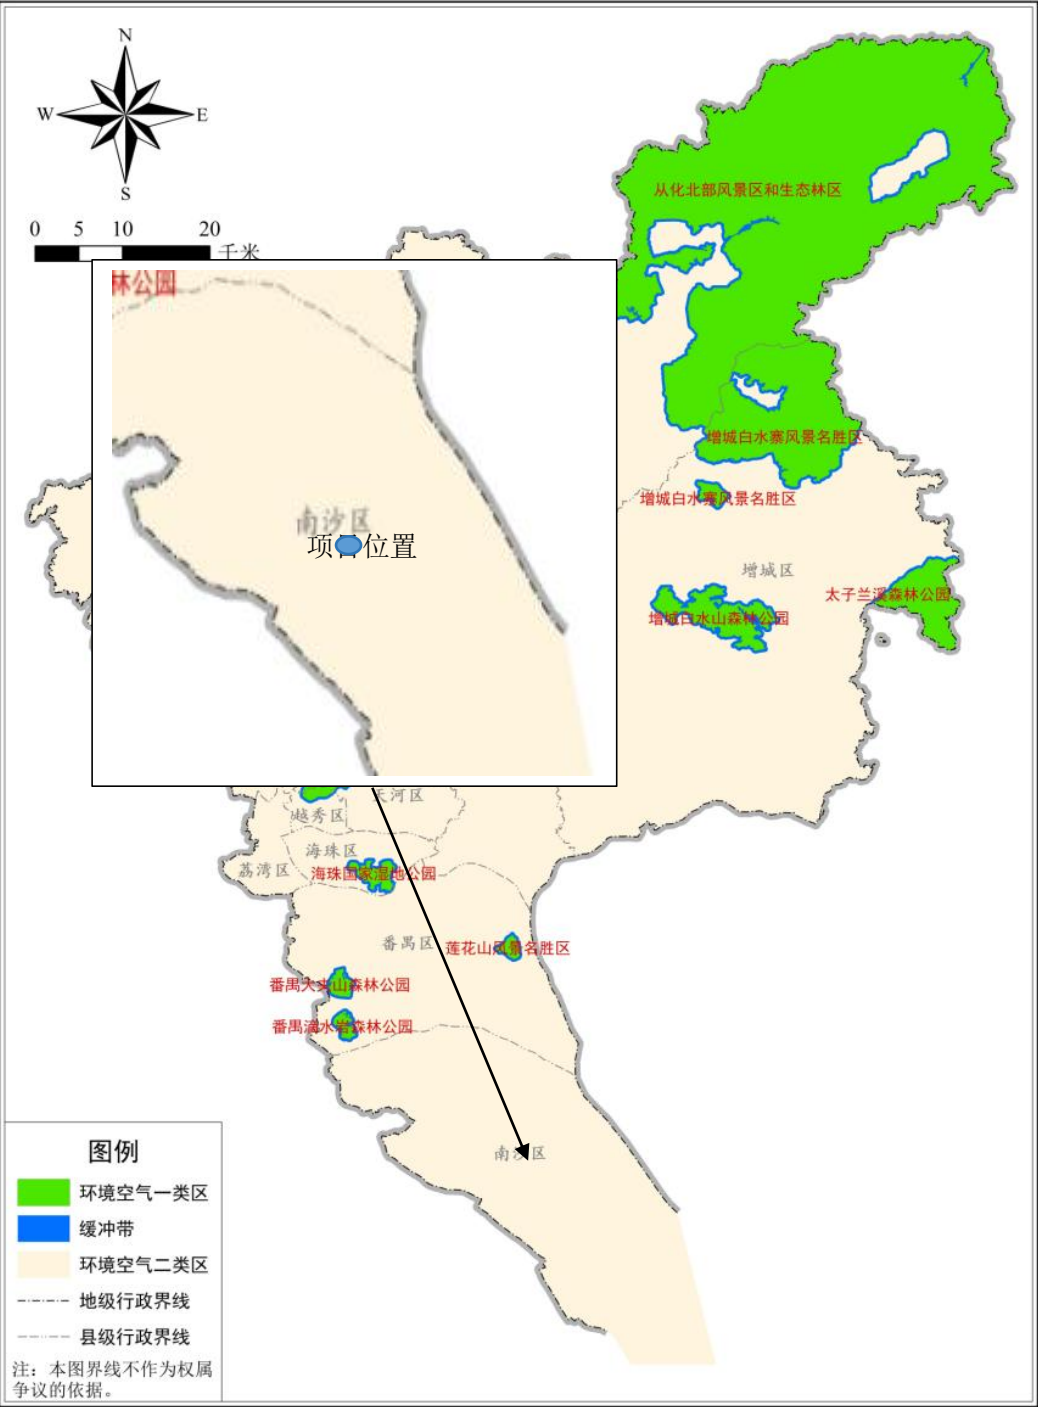 N
W
E
S
0 5 10 20
千米
从化北部风景区和生态林区
林公园
南沙区
项目位置
增城白水寨风景名胜区
增城白水寨风景名胜区
增城区
太子兰溪森林公园
增城白水山森林公园
天河区
越秀区
海珠区
荔湾区
海珠国家湿地公园
番禺区
莲花山风景名胜区
番禺大夫山森林公园
番禺滴水岩森林公园
南沙区
图例
环境空气一类区
缓冲带
环境空气二类区
地级行政界线
县级行政界线
注：本图界线不作为权属
争议的依据。